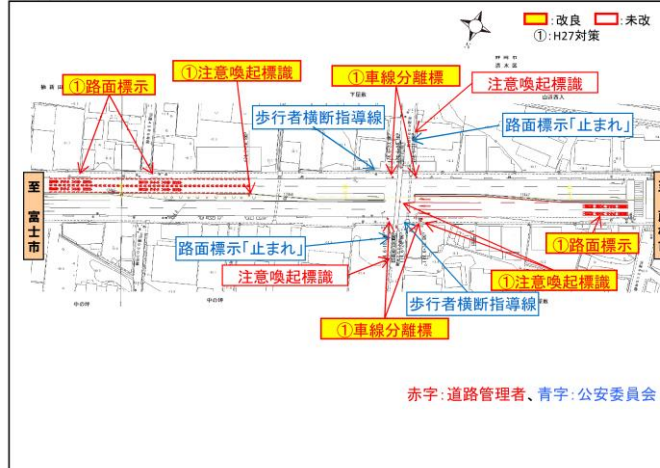 N
：改良
：未改
①：H27対策
①路面標示
①注意喚起標識
①車線分離標
注意喚起標識
歩行者横断指導線
路面標示「止まれ」
至 富士市
路面標示「止まれ」
注意喚起標識
①路面標示
①注意喚起標識
歩行者横断指導線
①車線分離標
赤字：道路管理者、青字：公安委員会